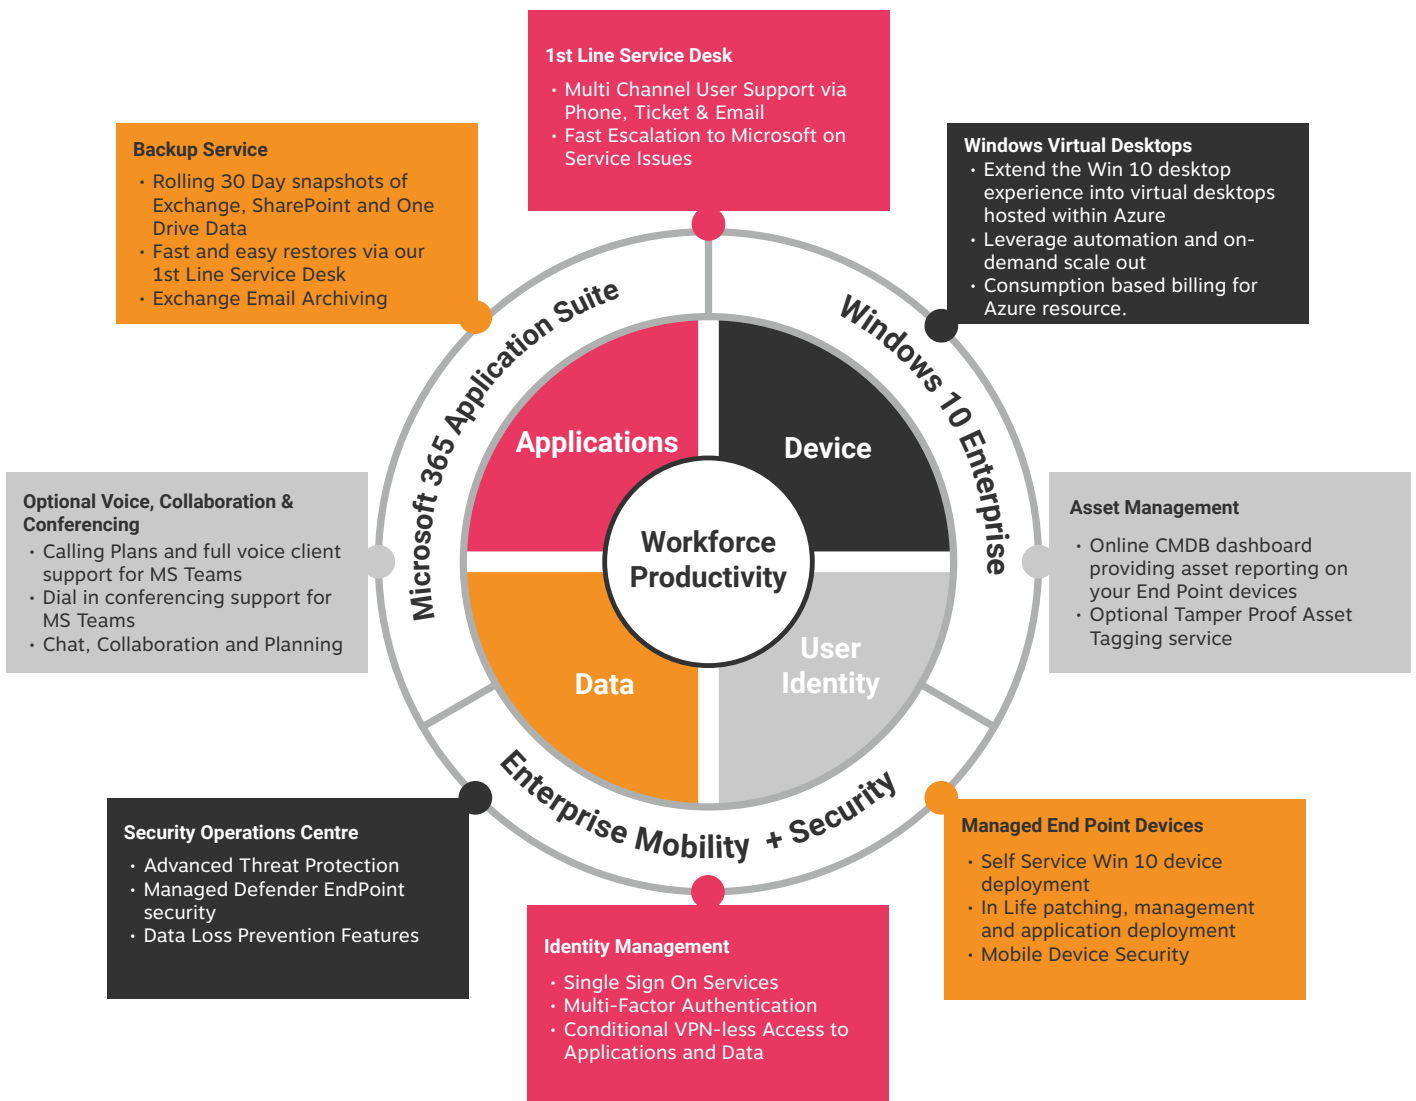 1st Line Service Desk
• Multi Channel User Support via
Phone, Ticket & Email
• Fast Escalation to Microsoft on
Service Issues
Backup Service
• Rolling 30 Day snapshots of
Exchange, SharePoint and One
Drive Data
• Fast and easy restores via our
1st Line Service Desk
• Exchange Email Archiving
Windows Virtual Desktops
• Extend the Win 10 desktop
experience into virtual desktops
hosted within Azure
• Leverage automation and on-
demand scale out
• Consumption based billing for
Azure resource.
Microsoft 365 Application Suite
Windows 10 Enterprise
Applications
Device
Workforce
Productivity
Data
User
Identity
Enterprise Mobility + Security
Optional Voice, Collaboration &
Conferencing
• Calling Plans and full voice client
support for MS Teams
• Dial in conferencing support for
MS Teams
• Chat, Collaboration and Planning
Asset Management
• Online CMDB dashboard
providing asset reporting on
your End Point devices
• Optional Tamper Proof Asset
Tagging service
Security Operations Centre
• Advanced Threat Protection
• Managed Defender EndPoint
security
• Data Loss Prevention Features
Managed End Point Devices
• Self Service Win 10 device
deployment
• In Life patching, management
and application deployment
• Mobile Device Security
Identity Management
• Single Sign On Services
• Multi-Factor Authentication
• Conditional VPN-less Access to
Applications and Data